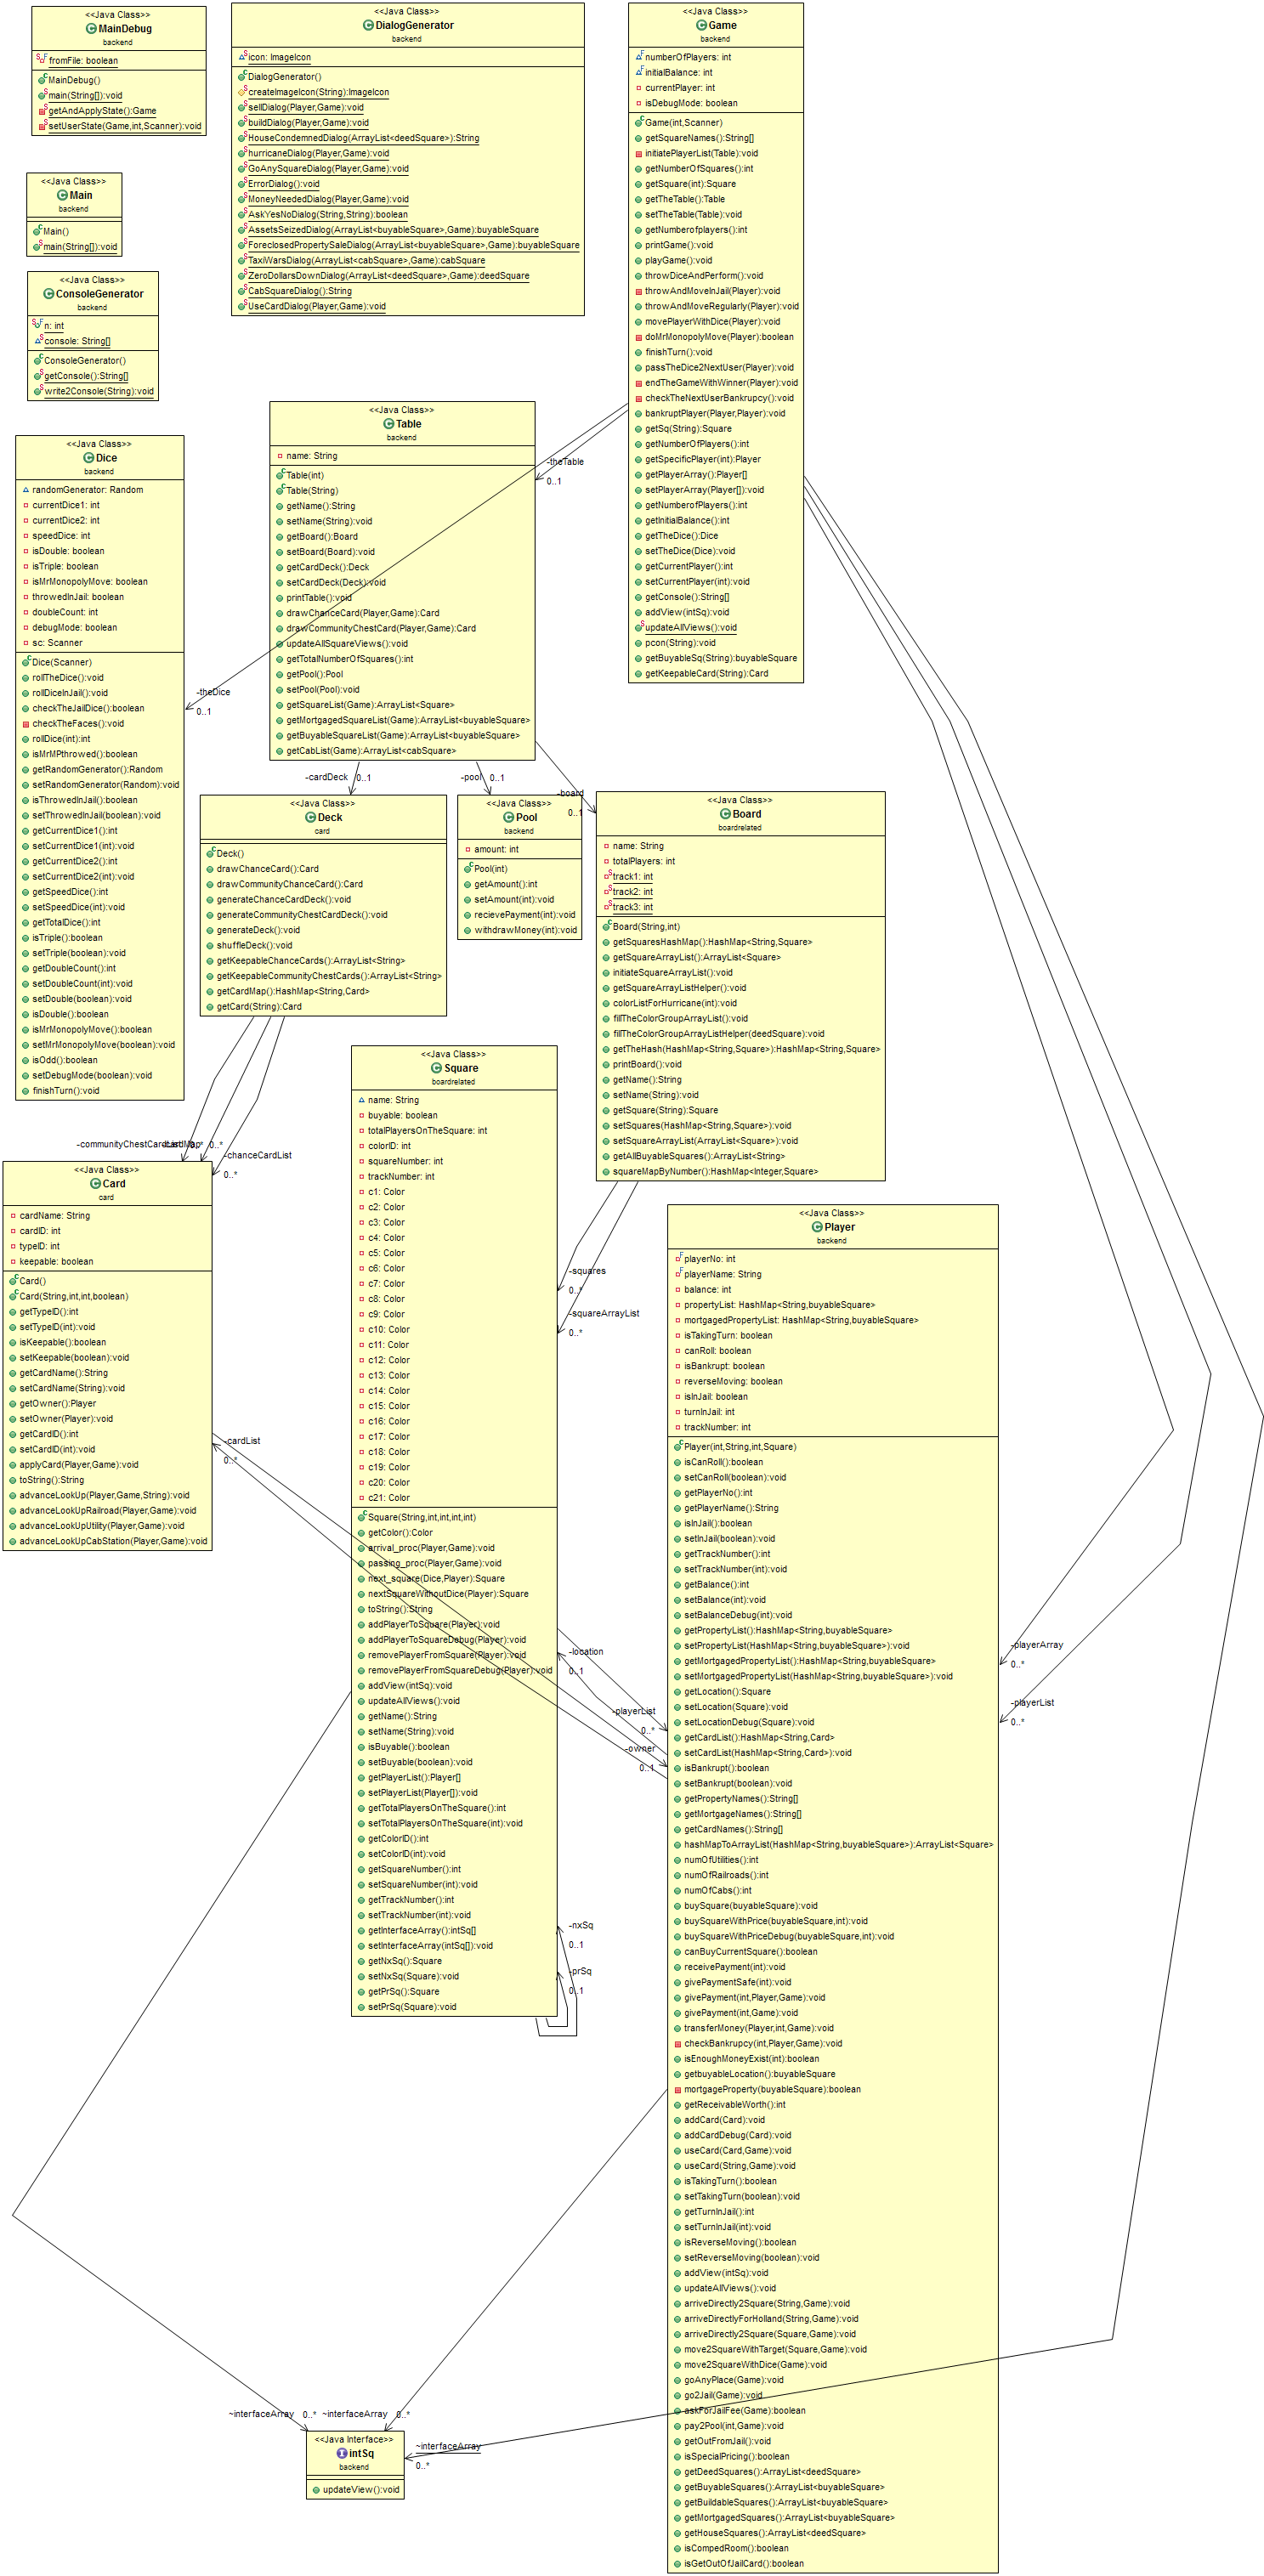 <<Java Class>>
MainDebug
backend
fromFile: boolean
MainDebug()
main(String[]):void
getAndApplyState():Game
setUserState(Game,int,Scanner):void
<<Java Class>>
DialogGenerator
backend
icon: ImageIcon
DialogGenerator()
createImageIcon(String):ImageIcon
sellDialog(Player,Game):void
buildDialog(Player,Game):void
HouseCondemnedDialog(ArrayList<deedSquare>):String
hurricaneDialog(Player,Game):void
GoAnySquareDialog(Player,Game):void
ErrorDialog():void
MoneyNeededDialog(Player,Game):void
AskYesNoDialog(String,String):boolean
AssetsSeizedDialog(ArrayList<buyableSquare>,Game):buyableSquare
ForeclosedPropertySaleDialog(ArrayList<buyableSquare>,Game):buyableSquare
TaxiWarsDialog(ArrayList<cabSquare>,Game):cabSquare
ZeroDollarsDownDialog(ArrayList<deedSquare>,Game):deedSquare
CabSquareDialog():String
UseCardDialog(Player,Game):void
<<Java Class>>
Game
backend
numberOfPlayers: int
initialBalance: int
currentPlayer: int
isDebugMode: boolean
Game(int,Scanner)
getSquareNames():String[]
initiatePlayerList(Table):void
getNumberOfSquares():int
getSquare(int):Square
getTheTable():Table
setTheTable(Table):void
getNumberofplayers():int
printGame():void
playGame():void
throwDiceAndPerform():void
throwAndMoveInJail(Player):void
throwAndMoveRegularly(Player):void
movePlayerWithDice(Player):void
doMrMonopolyMove(Player):boolean
finishTurn():void
passTheDice2NextUser(Player):void
endTheGameWithWinner(Player):void
checkTheNextUserBankrupcy():void
bankruptPlayer(Player,Player):void
getSq(String):Square
getNumberOfPlayers():int
getSpecificPlayer(int):Player
getPlayerArray():Player[]
setPlayerArray(Player[]):void
getNumberofPlayers():int
getInitialBalance():int
getTheDice():Dice
setTheDice(Dice):void
getCurrentPlayer():int
setCurrentPlayer(int):void
getConsole():String[]
addView(intSq):void
updateAllViews():void
pcon(String):void
getBuyableSq(String):buyableSquare
getKeepableCard(String):Card
<<Java Class>>
Main
backend
Main()
main(String[]):void
<<Java Class>>
ConsoleGenerator
backend
n: int
console: String[]
ConsoleGenerator()
getConsole():String[]
write2Console(String):void
<<Java Class>>
Table
backend
name: String
Table(int)
Table(String)
getName():String
setName(String):void
getBoard():Board
setBoard(Board):void
getCardDeck():Deck
setCardDeck(Deck):void
printTable():void
drawChanceCard(Player,Game):Card
drawCommunityChestCard(Player,Game):Card
updateAllSquareViews():void
getTotalNumberOfSquares():int
getPool():Pool
setPool(Pool):void
getSquareList(Game):ArrayList<Square>
getMortgagedSquareList(Game):ArrayList<buyableSquare>
getBuyableSquareList(Game):ArrayList<buyableSquare>
getCabList(Game):ArrayList<cabSquare>
-theTable
0..1
<<Java Class>>
Dice
backend
randomGenerator: Random
currentDice1: int
currentDice2: int
speedDice: int
isDouble: boolean
isTriple: boolean
isMrMonopolyMove: boolean
throwedInJail: boolean
doubleCount: int
debugMode: boolean
sc: Scanner
Dice(Scanner)
rollTheDice():void
rollDiceInJail():void
checkTheJailDice():boolean
checkTheFaces():void
rollDice(int):int
isMrMPthrowed():boolean
getRandomGenerator():Random
setRandomGenerator(Random):void
isThrowedInJail():boolean
setThrowedInJail(boolean):void
getCurrentDice1():int
setCurrentDice1(int):void
getCurrentDice2():int
setCurrentDice2(int):void
getSpeedDice():int
setSpeedDice(int):void
getTotalDice():int
isTriple():boolean
setTriple(boolean):void
getDoubleCount():int
setDoubleCount(int):void
setDouble(boolean):void
isDouble():boolean
isMrMonopolyMove():boolean
setMrMonopolyMove(boolean):void
isOdd():boolean
setDebugMode(boolean):void
finishTurn():void
-theDice
0..1
-cardDeck
0..1
-pool
0..1
-board
0..1
<<Java Class>>
Deck
card
Deck()
drawChanceCard():Card
drawCommunityChanceCard():Card
generateChanceCardDeck():void
generateCommunityChestCardDeck():void
generateDeck():void
shuffleDeck():void
getKeepableChanceCards():ArrayList<String>
getKeepableCommunityChestCards():ArrayList<String>
getCardMap():HashMap<String,Card>
getCard(String):Card
<<Java Class>>
Pool
backend
amount: int
Pool(int)
getAmount():int
setAmount(int):void
recievePayment(int):void
withdrawMoney(int):void
<<Java Class>>
Board
boardrelated
name: String
totalPlayers: int
track1: int
track2: int
track3: int
Board(String,int)
getSquaresHashMap():HashMap<String,Square>
getSquareArrayList():ArrayList<Square>
initiateSquareArrayList():void
getSquareArrayListHelper():void
colorListForHurricane(int):void
fillTheColorGroupArrayList():void
fillTheColorGroupArrayListHelper(deedSquare):void
getTheHash(HashMap<String,Square>):HashMap<String,Square>
printBoard():void
getName():String
setName(String):void
getSquare(String):Square
setSquares(HashMap<String,Square>):void
setSquareArrayList(ArrayList<Square>):void
getAllBuyableSquares():ArrayList<String>
squareMapByNumber():HashMap<Integer,Square>
0..*
-chanceCardList
0..*
<<Java Class>>
Card
card
cardName: String
cardID: int
typeID: int
keepable: boolean
Card()
Card(String,int,int,boolean)
getTypeID():int
setTypeID(int):void
isKeepable():boolean
setKeepable(boolean):void
getCardName():String
setCardName(String):void
getOwner():Player
setOwner(Player):void
getCardID():int
setCardID(int):void
applyCard(Player,Game):void
toString():String
advanceLookUp(Player,Game,String):void
advanceLookUpRailroad(Player,Game):void
advanceLookUpUtility(Player,Game):void
advanceLookUpCabStation(Player,Game):void
-cardList
0..*
<<Java Class>>
Square
boardrelated
name: String
buyable: boolean
totalPlayersOnTheSquare: int
colorID: int
squareNumber: int
trackNumber: int
c1: Color
c2: Color
c3: Color
c4: Color
c5: Color
c6: Color
c7: Color
c8: Color
c9: Color
c10: Color
c11: Color
c12: Color
c13: Color
c14: Color
c15: Color
c16: Color
c17: Color
c18: Color
c19: Color
c20: Color
c21: Color
Square(String,int,int,int,int)
getColor():Color
arrival_proc(Player,Game):void
passing_proc(Player,Game):void
next_square(Dice,Player):Square
nextSquareWithoutDice(Player):Square
toString():String
addPlayerToSquare(Player):void
addPlayerToSquareDebug(Player):void
removePlayerFromSquare(Player):void
removePlayerFromSquareDebug(Player):void
addView(intSq):void
updateAllViews():void
getName():String
setName(String):void
isBuyable():boolean
setBuyable(boolean):void
getPlayerList():Player[]
setPlayerList(Player[]):void
getTotalPlayersOnTheSquare():int
setTotalPlayersOnTheSquare(int):void
getColorID():int
setColorID(int):void
getSquareNumber():int
setSquareNumber(int):void
getTrackNumber():int
setTrackNumber(int):void
getInterfaceArray():intSq[]
setInterfaceArray(intSq[]):void
getNxSq():Square
setNxSq(Square):void
getPrSq():Square
setPrSq(Square):void
-squares
0..*
-squareArrayList
0..*
-location
0..1
-playerList
0..*
-owner
0..1
-nxSq
0..1
-prSq
0..1
<<Java Class>>
Player
backend
playerNo: int
playerName: String
balance: int
propertyList: HashMap<String,buyableSquare>
mortgagedPropertyList: HashMap<String,buyableSquare>
isTakingTurn: boolean
canRoll: boolean
isBankrupt: boolean
reverseMoving: boolean
isInJail: boolean
turnInJail: int
trackNumber: int
Player(int,String,int,Square)
isCanRoll():boolean
setCanRoll(boolean):void
getPlayerNo():int
getPlayerName():String
isInJail():boolean
setInJail(boolean):void
getTrackNumber():int
setTrackNumber(int):void
getBalance():int
setBalance(int):void
setBalanceDebug(int):void
getPropertyList():HashMap<String,buyableSquare>
setPropertyList(HashMap<String,buyableSquare>):void
getMortgagedPropertyList():HashMap<String,buyableSquare>
setMortgagedPropertyList(HashMap<String,buyableSquare>):void
getLocation():Square
setLocation(Square):void
setLocationDebug(Square):void
getCardList():HashMap<String,Card>
setCardList(HashMap<String,Card>):void
isBankrupt():boolean
setBankrupt(boolean):void
getPropertyNames():String[]
getMortgageNames():String[]
getCardNames():String[]
hashMapToArrayList(HashMap<String,buyableSquare>):ArrayList<Square>
numOfUtilities():int
numOfRailroads():int
numOfCabs():int
buySquare(buyableSquare):void
buySquareWithPrice(buyableSquare,int):void
buySquareWithPriceDebug(buyableSquare,int):void
canBuyCurrentSquare():boolean
receivePayment(int):void
givePaymentSafe(int):void
givePayment(int,Player,Game):void
givePayment(int,Game):void
transferMoney(Player,int,Game):void
checkBankrupcy(int,Player,Game):void
isEnoughMoneyExist(int):boolean
getbuyableLocation():buyableSquare
mortgageProperty(buyableSquare):boolean
getReceivableWorth():int
addCard(Card):void
addCardDebug(Card):void
useCard(Card,Game):void
useCard(String,Game):void
isTakingTurn():boolean
setTakingTurn(boolean):void
getTurnInJail():int
setTurnInJail(int):void
isReverseMoving():boolean
setReverseMoving(boolean):void
addView(intSq):void
updateAllViews():void
arriveDirectly2Square(String,Game):void
arriveDirectlyForHolland(String,Game):void
arriveDirectly2Square(Square,Game):void
move2SquareWithTarget(Square,Game):void
move2SquareWithDice(Game):void
goAnyPlace(Game):void
go2Jail(Game):void
askForJailFee(Game):boolean
pay2Pool(int,Game):void
getOutFromJail():void
isSpecialPricing():boolean
getDeedSquares():ArrayList<deedSquare>
getBuyableSquares():ArrayList<buyableSquare>
getBuildableSquares():ArrayList<buyableSquare>
getMortgagedSquares():ArrayList<buyableSquare>
getHouseSquares():ArrayList<deedSquare>
isCompedRoom():boolean
isGetOutOfJailCard():boolean
-playerArray
0..*
-playerList
0..*
~interfaceArray 0..*
~interfaceArray 0..*
~interfaceArray
0..*
<<Java Interface>>
intSq
backend
updateView():void